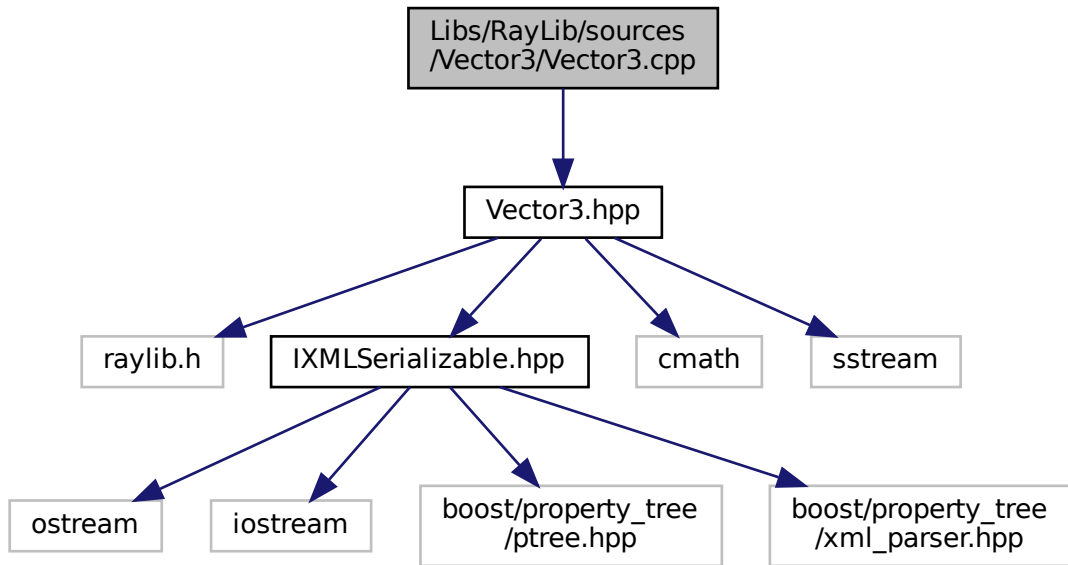 Libs/RayLib/sources
/Vector3/Vector3.cpp
Vector3.hpp
raylib.h
IXMLSerializable.hpp
cmath
sstream
ostream
iostream
boost/property_tree
/ptree.hpp
boost/property_tree
/xml_parser.hpp